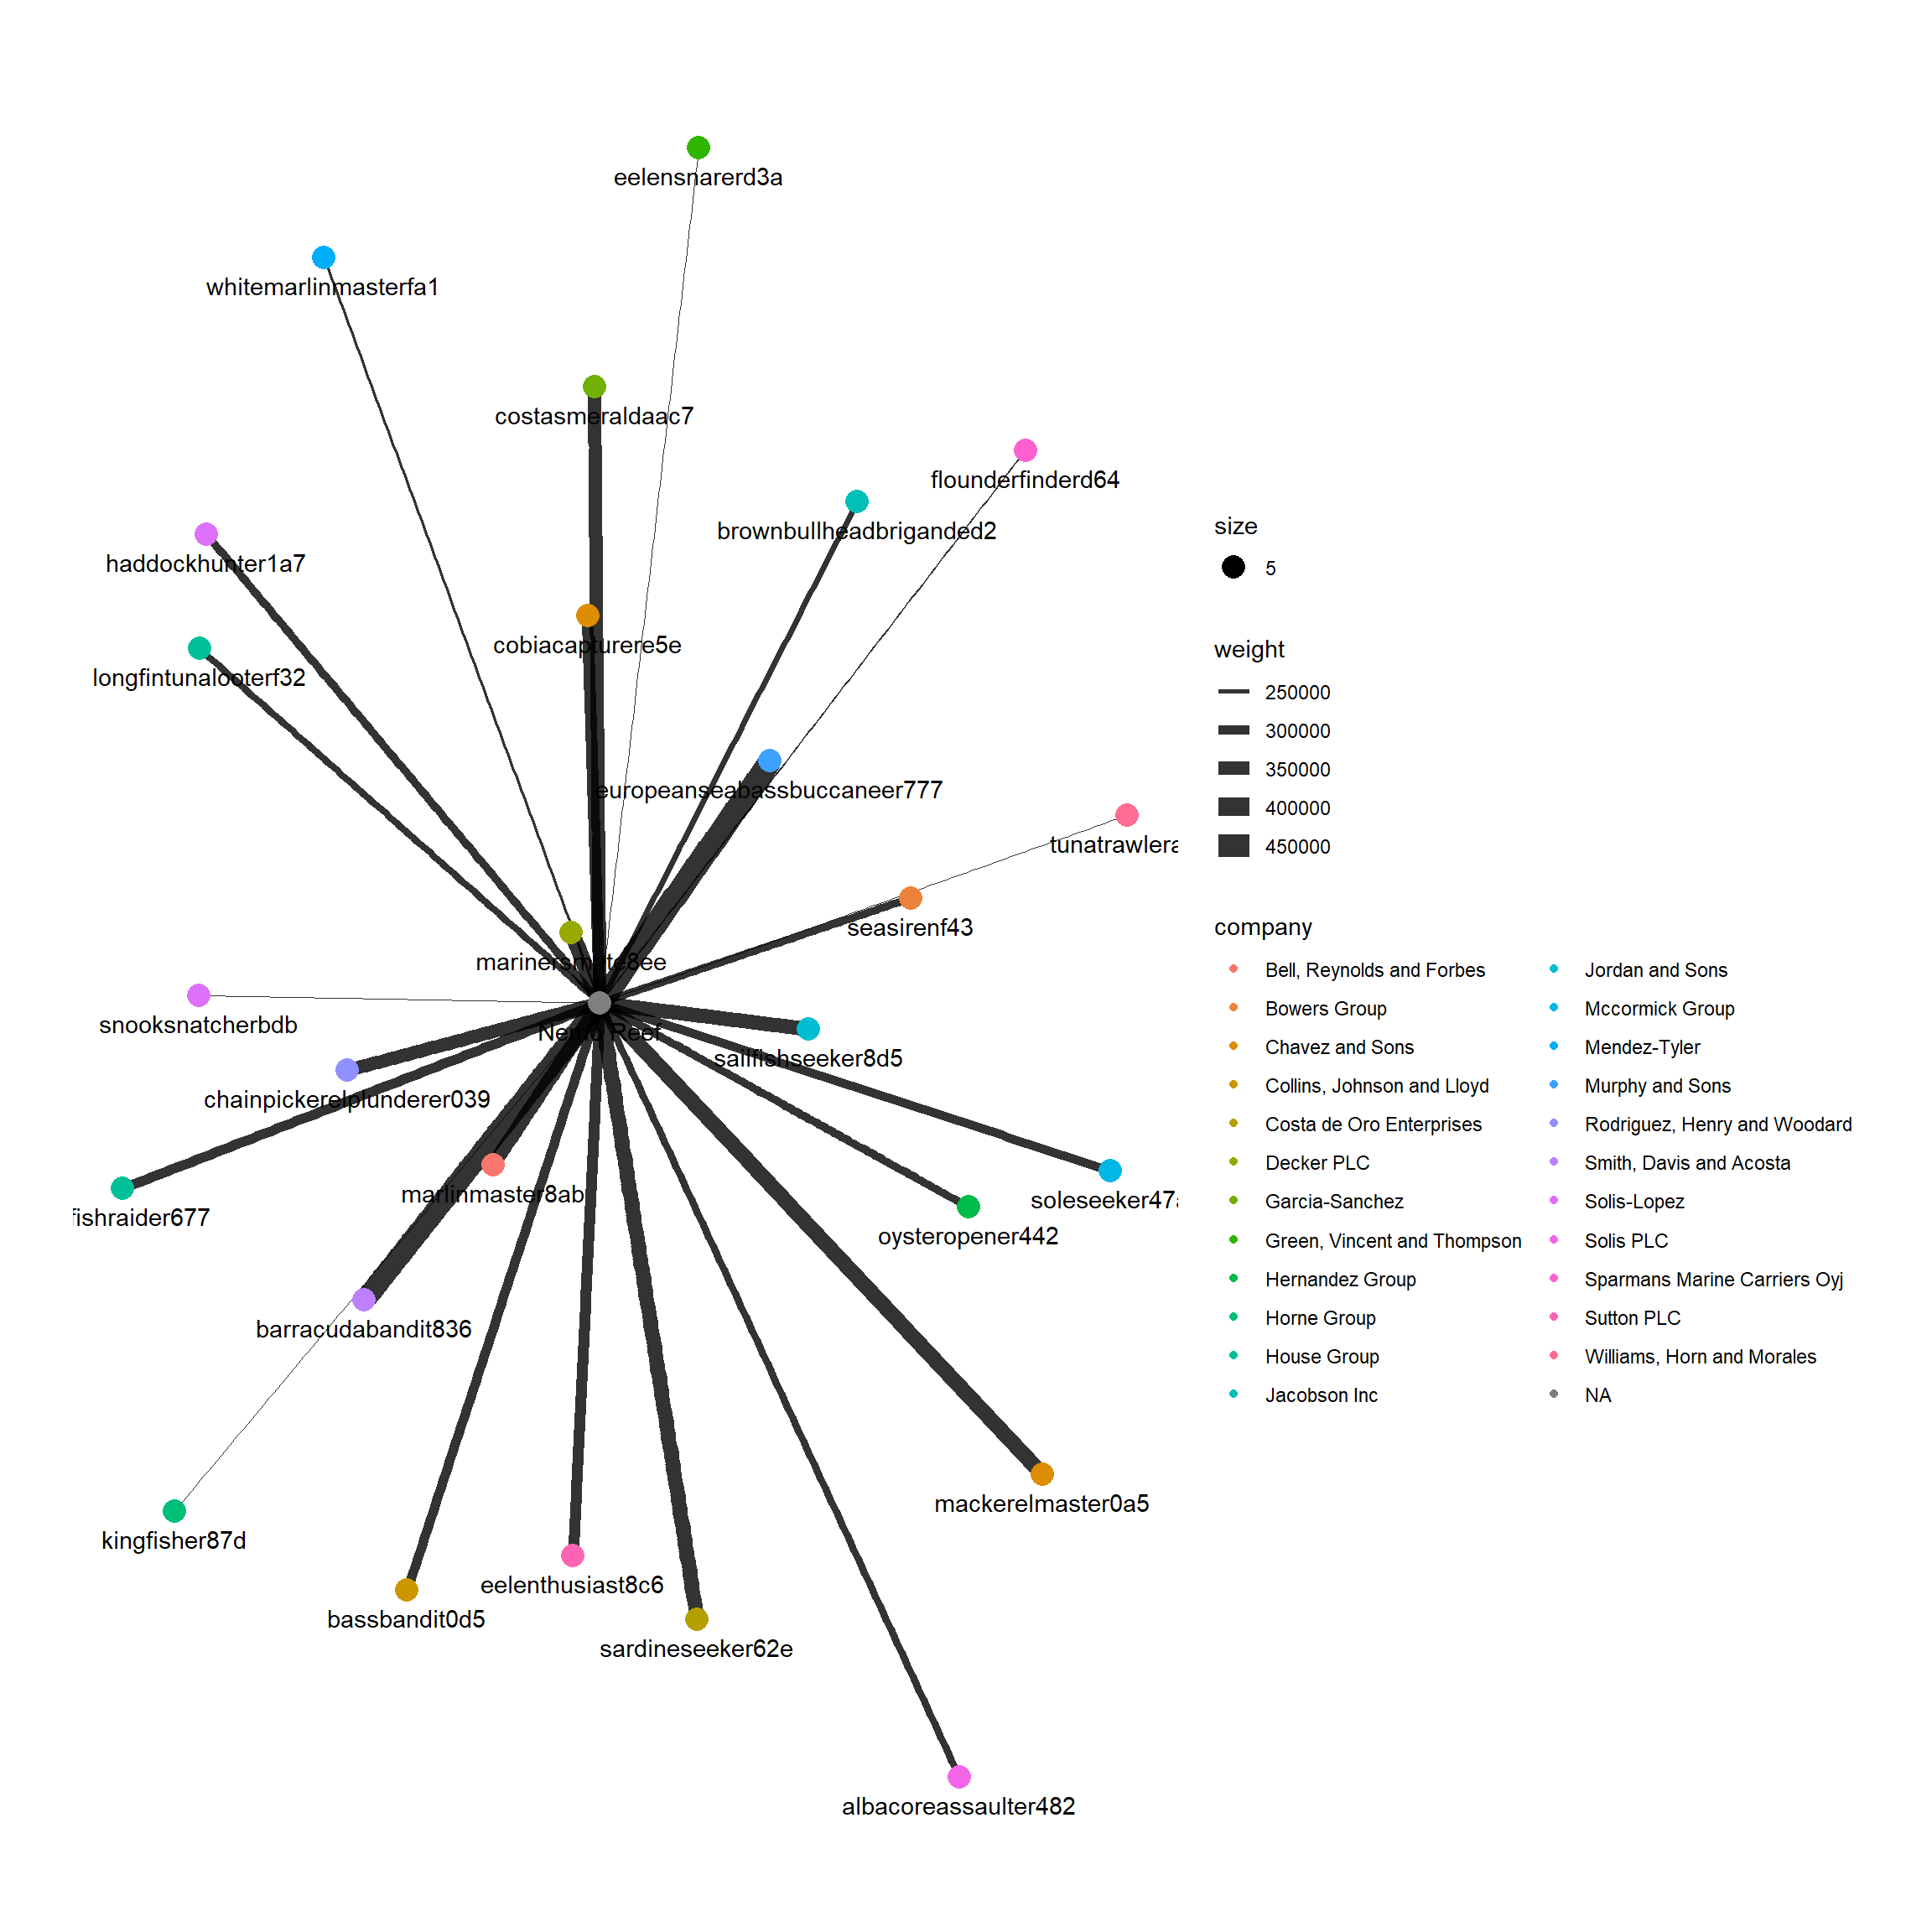 eelensnarerd3a
whitemarlinmasterfa1
costasmeraldaac7
flounderfinderd64
brownbullheadbriganded2
haddockhunter1a7
cobiacapturere5e
longfintunalooterf32
europeanseabassbuccaneer777
tunatrawlera
seasirenf43
marinersmate8ee
snooksnatcherbdb
Nemo Reef
sailfishseeker8d5
chainpickerelplunderer039
marlinmaster8ab
soleseeker47a
fishraider677
oysteropener442
barracudabandit836
mackerelmaster0a5
kingfisher87d
eelenthusiast8c6
bassbandit0d5
sardineseeker62e
albacoreassaulter482
size
5
weight
250000
300000
350000
400000
450000
company
Bell, Reynolds and Forbes
Bowers Group
Chavez and Sons
Collins, Johnson and Lloyd
Costa de Oro Enterprises
Decker PLC
Garcia-Sanchez
Green, Vincent and Thompson
Hernandez Group
Horne Group
House Group
Jacobson Inc
Jordan and Sons
Mccormick Group
Mendez-Tyler
Murphy and Sons
Rodriguez, Henry and Woodard
Smith, Davis and Acosta
Solis-Lopez
Solis PLC
Sparmans Marine Carriers Oyj
Sutton PLC
Williams, Horn and Morales
NA